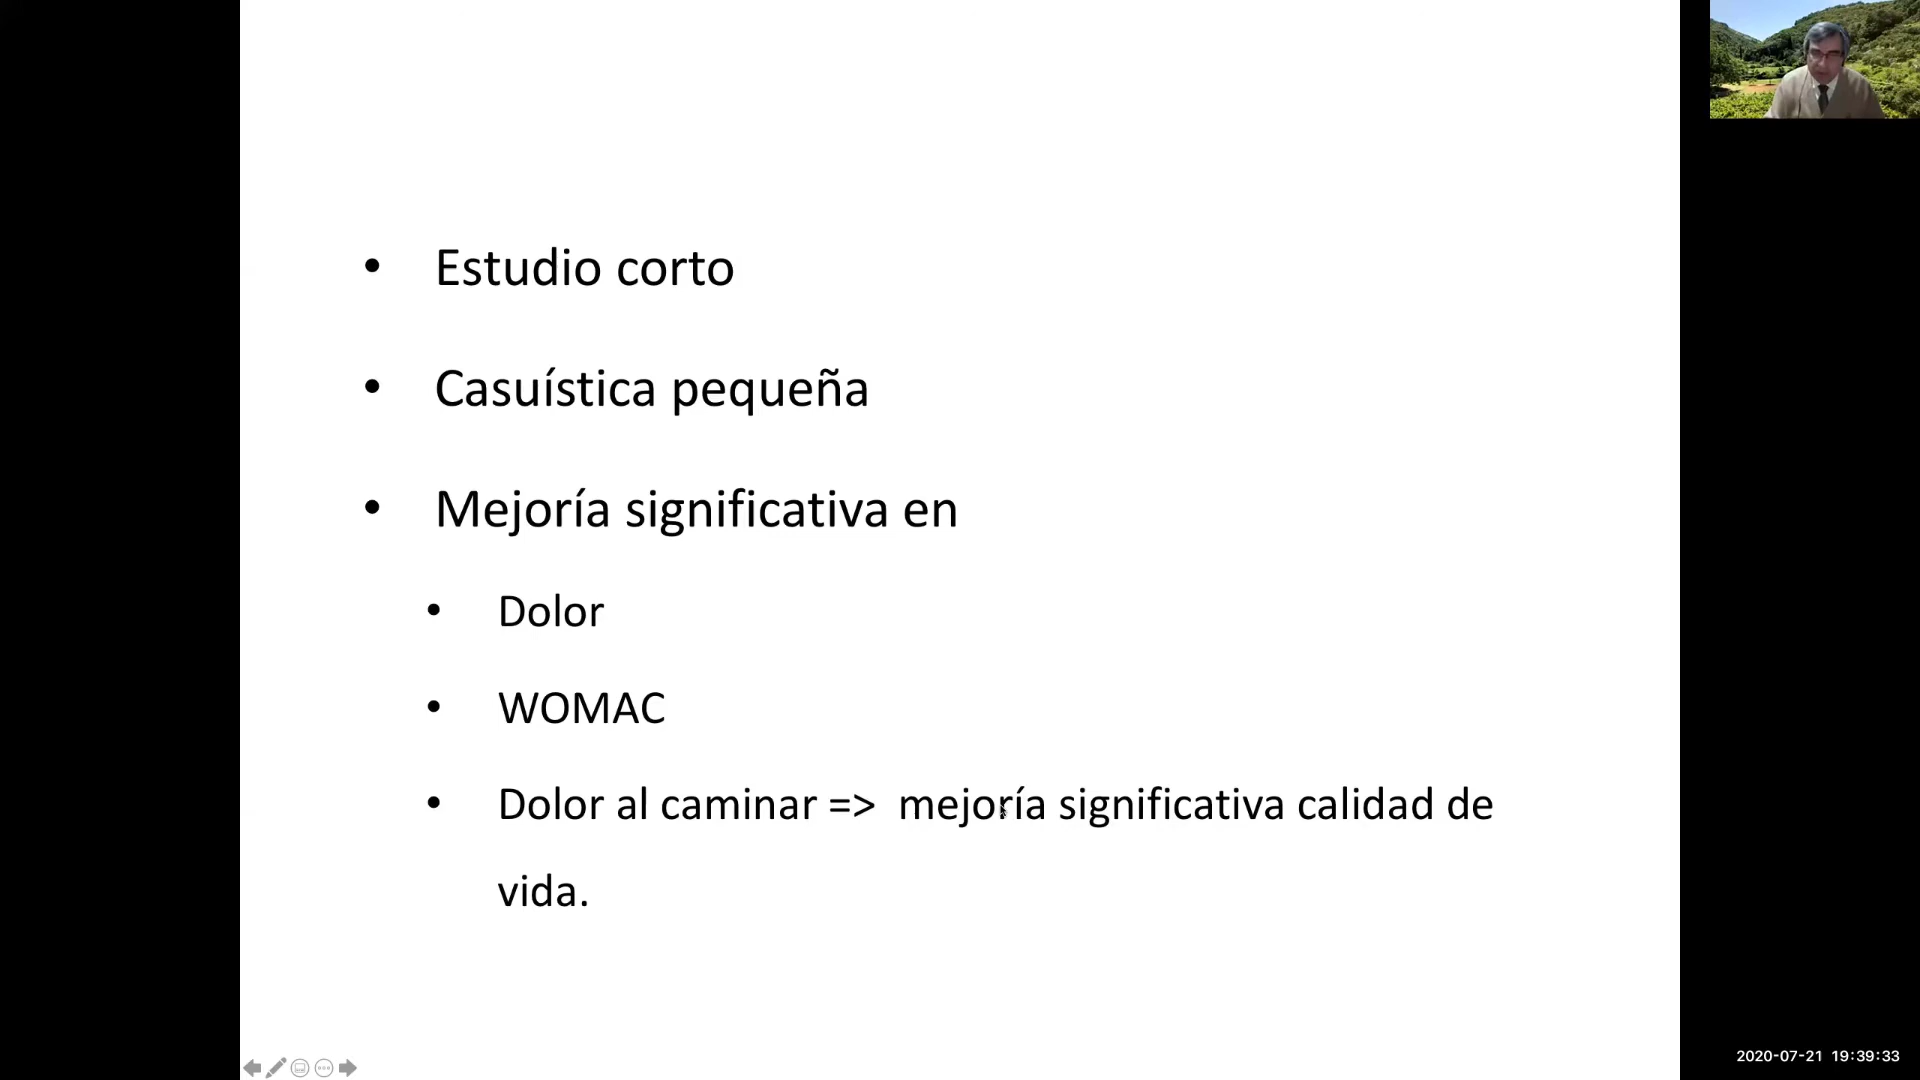 • Estudio corto
• Casuística pequeña
• Mejoría significativa en
• Dolor
• WOMAC
• Dolor al caminar => mejoría significativa calidad de
vida.
2020-07-21 19:39:33